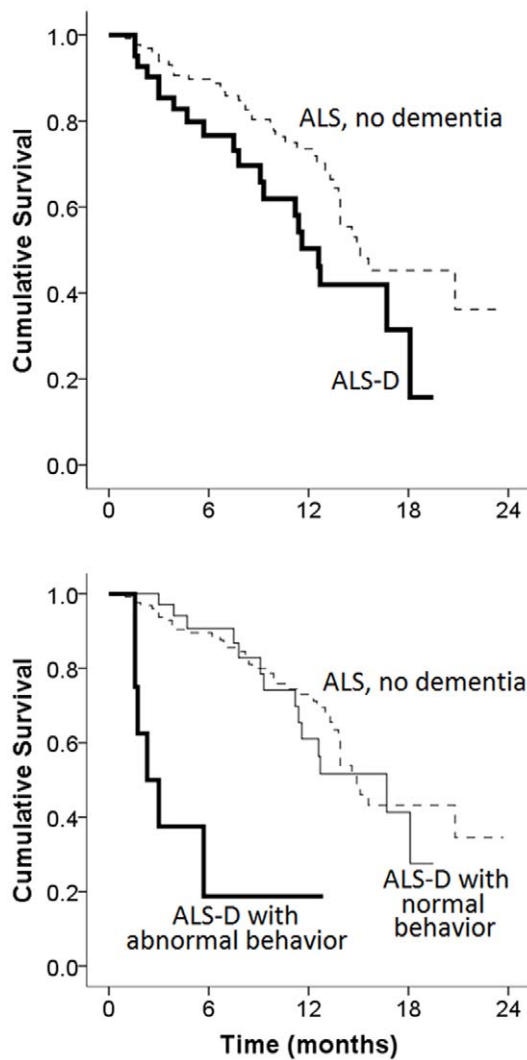 1.0
0.8
0.6
0.4
0.2
0.0
Cumulative Survival
ALS, no dementia
ALS-D
0 6 12 18 24
1.0
0.8
0.6
0.4
0.2
0.0
Cumulative Survival
ALS, no dementia
ALS-D with
normal
behavior
ALS-D with
abnormal behavior
0 6 12 18 24
Time (months)